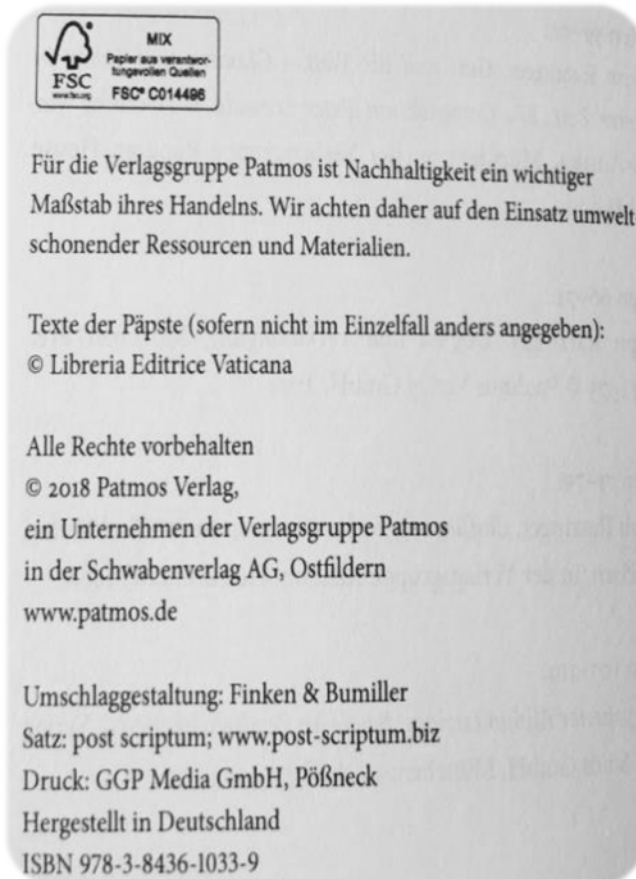 MIX
Papier aus verantwor-
tungsvollen Quellen
FSC® C014496
FSC
www.fsc.org
Für die Verlagsgruppe Patmos ist Nachhaltigkeit ein wichtiger
Maßstab ihres Handelns. Wir achten daher auf den Einsatz umwelt-
schonender Ressourcen und Materialien.
Texte der Päpste (sofern nicht im Einzelfall anders angegeben):
© Libreria Editrice Vaticana
Alle Rechte vorbehalten
© 2018 Patmos Verlag,
ein Unternehmen der Verlagsgruppe Patmos
in der Schwabenverlag AG, Ostfildern
www.patmos.de
Umschlaggestaltung: Finken & Bumiller
Satz: post scriptum; www.post-scriptum.biz
Druck: GGP Media GmbH, Pößneck
Hergestellt in Deutschland
ISBN 978-3-8436-1033-9